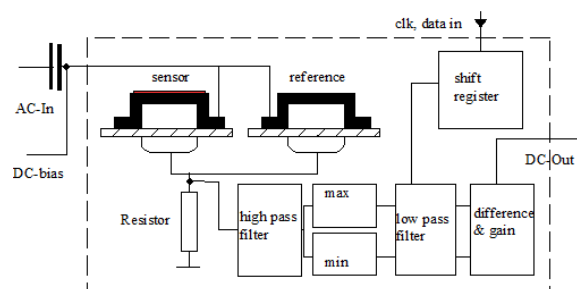 clk, data in
sensor
reference
shift
register
AC-In
DC-bias
DC-Out
Resistor
high pass
filter
max
min
low pass
filter
difference
& gain